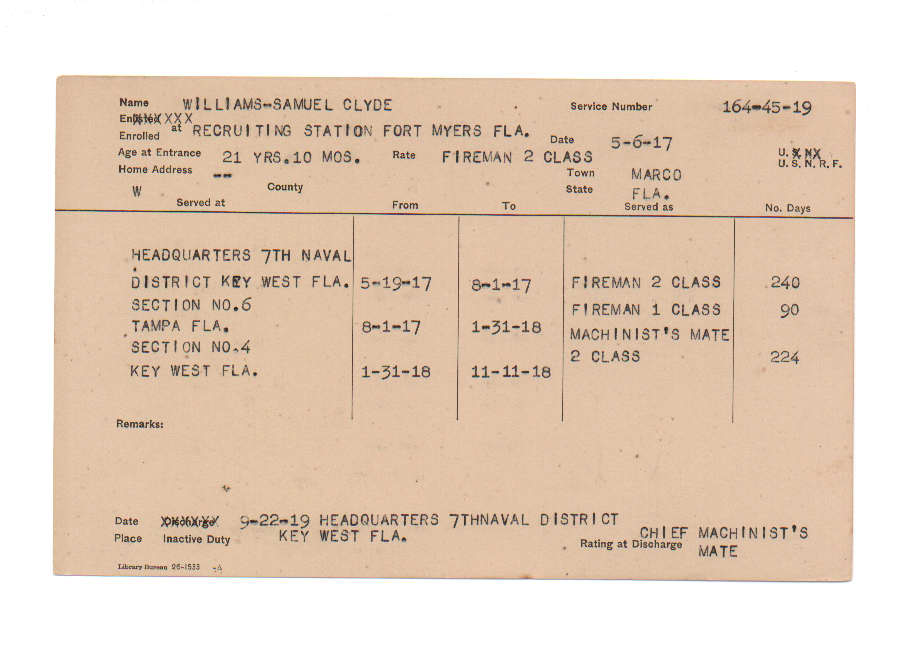 Name WILLIAMS-SAMUEL CLYDE Service Number 164-45-19
Enlisted XXX
Enrolled at RECRUITING STATION FORT MYERS FLA. Date 5-6-17
Age at Entrance 21 YRS.10 MOS. Rate FIREMAN 2 CLASS U. S. N.
U. S. N. R. F.
Home Address -- Town MARCO
W County State FLA.
Served at From To Served as No. Days
HEADQUARTERS 7TH NAVAL
DISTRICT KEY WEST FLA. 5-19-17 8-1-17 FIREMAN 2 CLASS 240
SECTION NO.6 FIREMAN 1 CLASS 90
TAMPA FLA. 8-1-17 1-31-18 MACHINIST'S MATE
SECTION NO.4 2 CLASS 224
KEY WEST FLA. 1-31-18 11-11-18
Remarks:
Date Discharge 9-22-19 HEADQUARTERS 7THNAVAL DISTRICT
Place Inactive Duty KEY WEST FLA. Rating at Discharge CHIEF MACHINIST'S
MATE
Library Bureau 26-1533